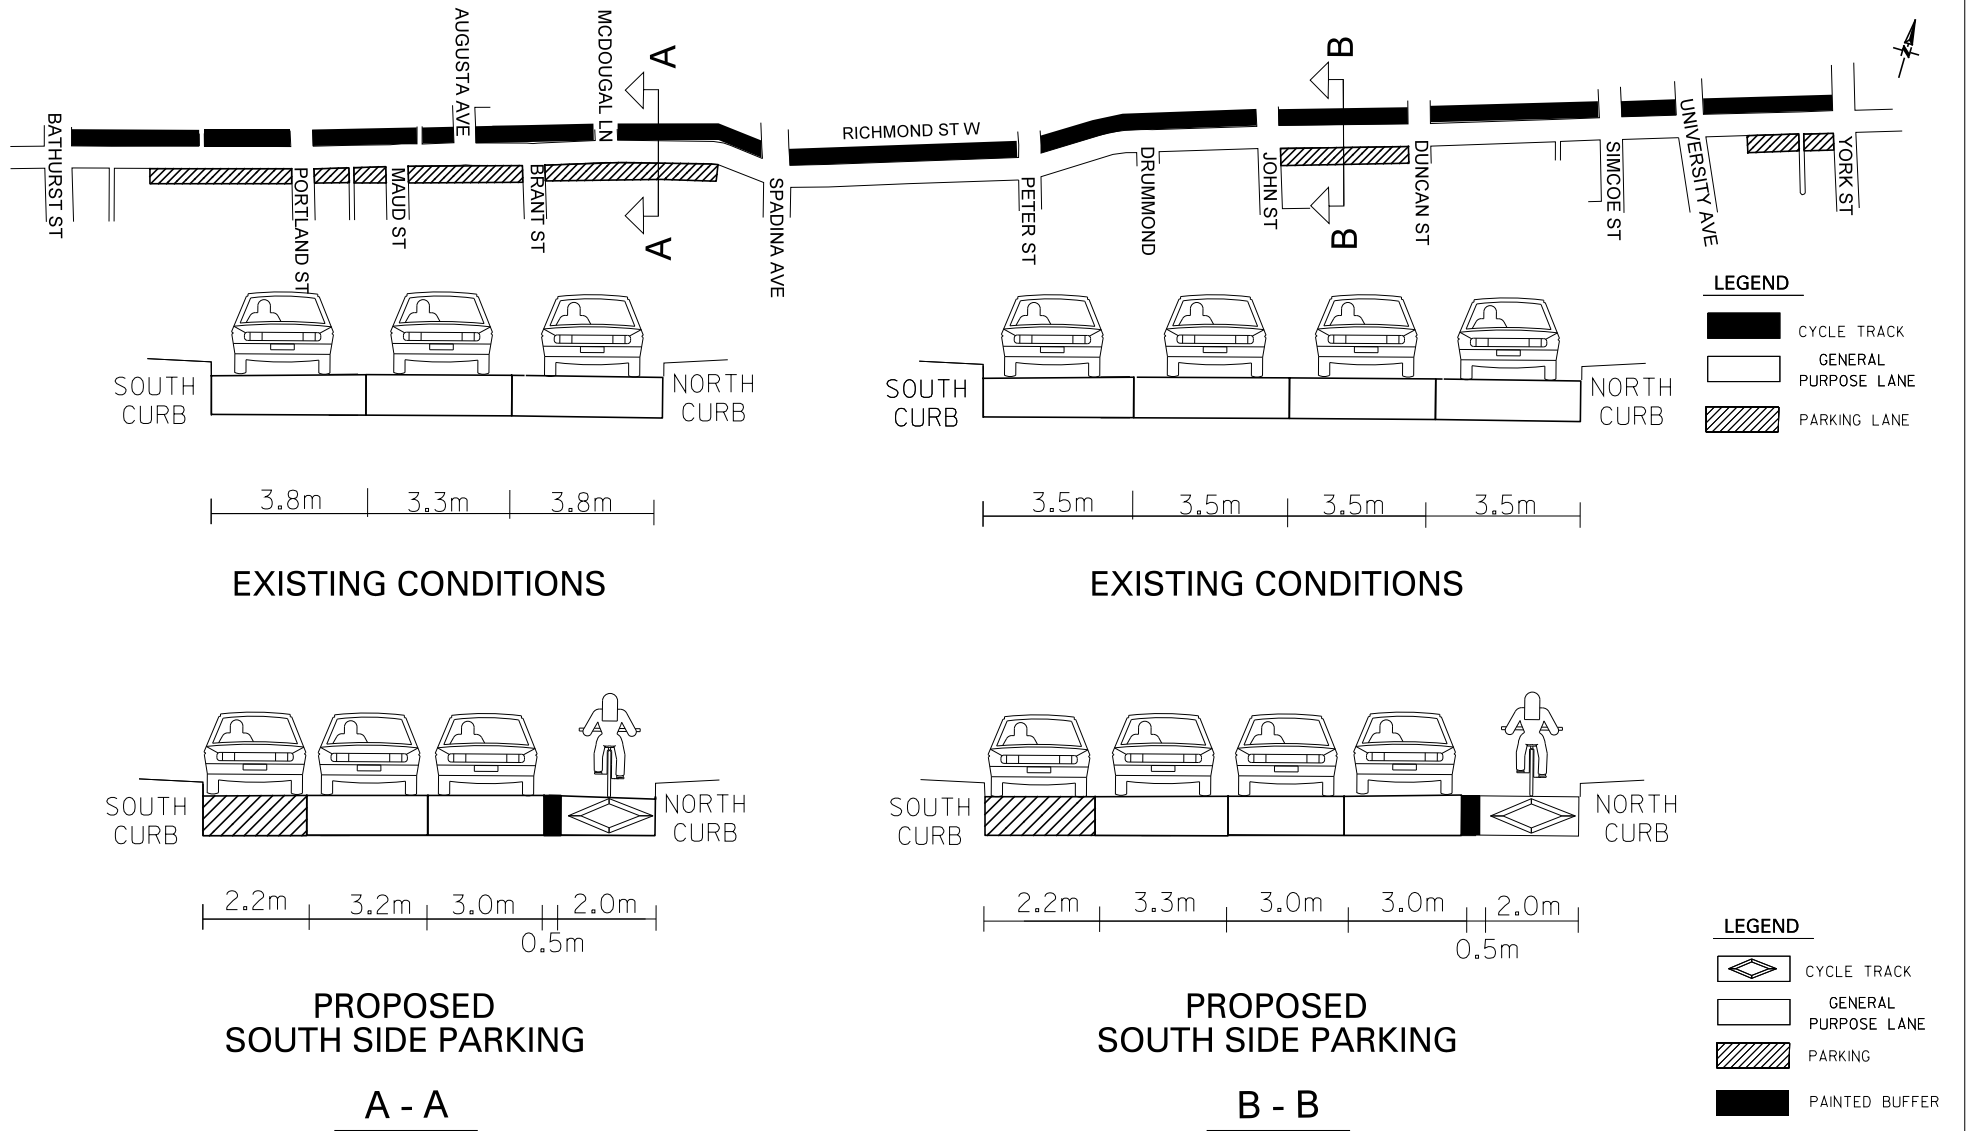 AUGUSTA AVE
MCDOUGAL LN
A
B
N
BATHURST ST
RICHMOND ST W
UNIVERSITY AVE
PORTLAND ST
MAUD ST
BRANT ST
SPADINA AVE
PETER ST
DRUMMOND
JOHN ST
DUNCAN ST
SIMCOE ST
YORK ST
A
B
LEGEND
CYCLE TRACK
GENERAL
PURPOSE LANE
PARKING LANE
SOUTH
CURB
NORTH
CURB
SOUTH
CURB
NORTH
CURB
3.8m 3.3m 3.8m
3.5m 3.5m 3.5m 3.5m
EXISTING CONDITIONS
EXISTING CONDITIONS
SOUTH
CURB
NORTH
CURB
SOUTH
CURB
NORTH
CURB
2.2m 3.2m 3.0m 2.0m
0.5m
2.2m 3.3m 3.0m 3.0m 2.0m
0.5m
PROPOSED
SOUTH SIDE PARKING
A - A
PROPOSED
SOUTH SIDE PARKING
B - B
LEGEND
CYCLE TRACK
GENERAL
PURPOSE LANE
PARKING
PAINTED BUFFER